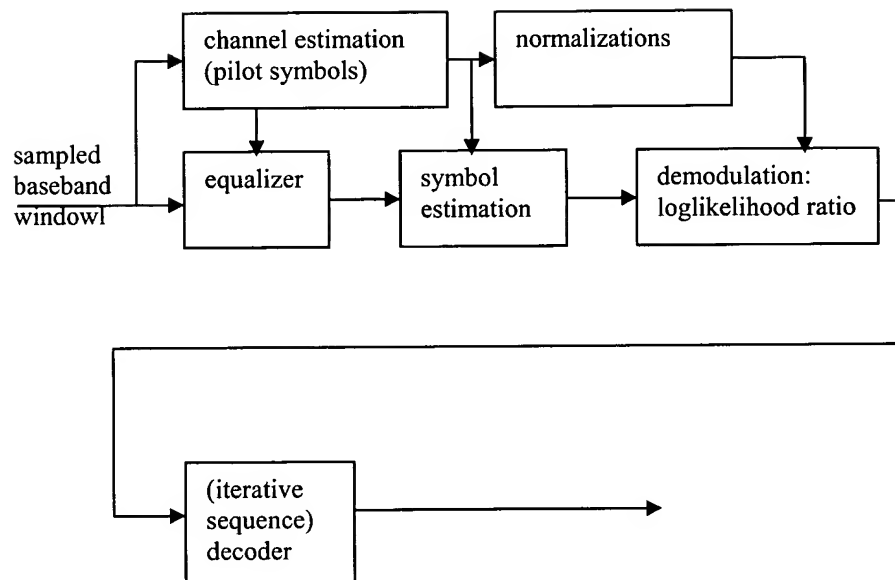 channel estimation
(pilot symbols)
normalizations
sampled
baseband
windowl
equalizer
symbol
estimation
demodulation:
loglikelihood ratio
(iterative
sequence)
decoder